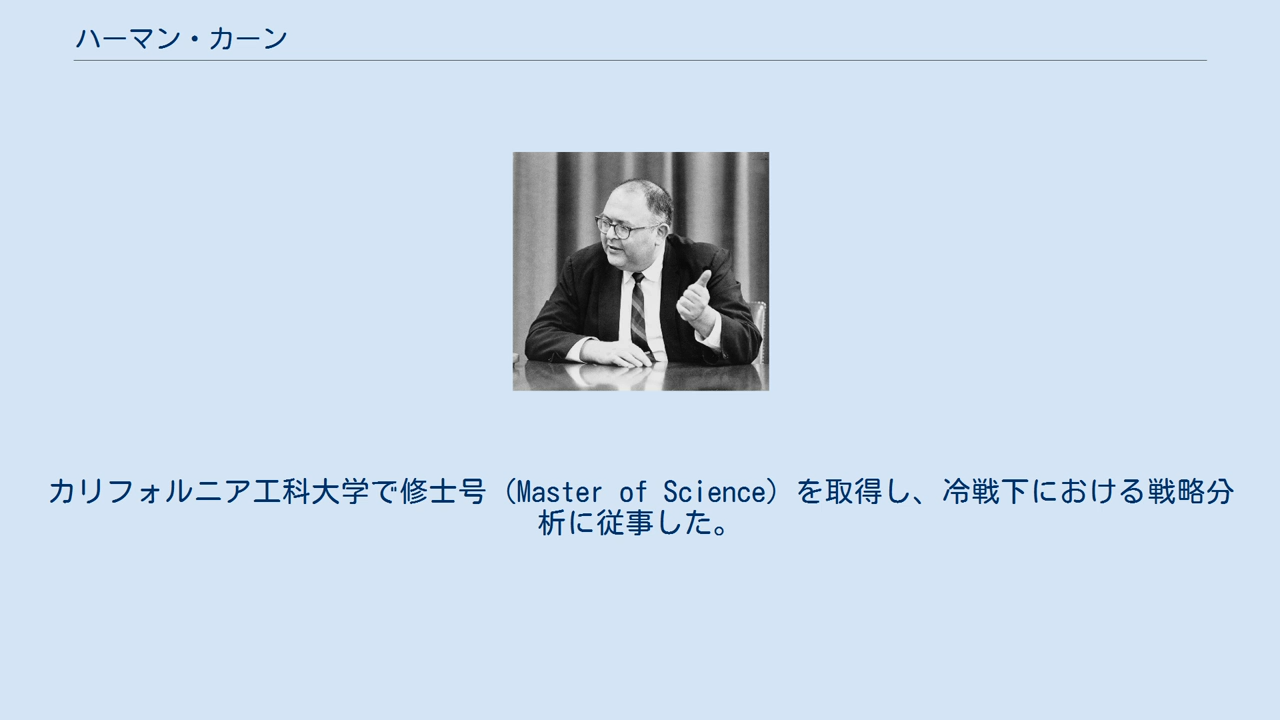 ハーマン・カーン
カリフォルニア工科大学で修士号（Master of Science）を取得し、冷戦下における戦略分
析に従事した。